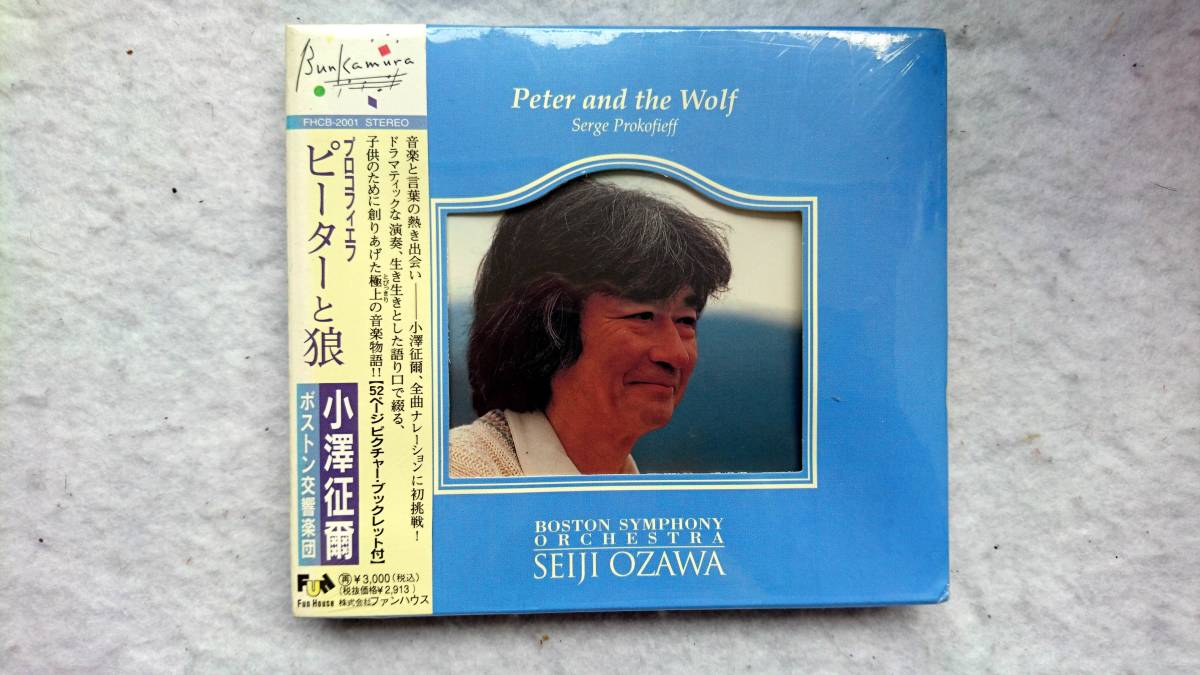 Bunkamura
FHCB-2001 STEREO
プロコフィエフ
ピーターと狼
小澤征爾
ボストン交響楽団
音楽と言葉の熱き出会い――小澤征爾、全曲ナレーションに初挑戦!
ドラマティックな演奏、生き生きとした語り口で綴る、
子供のために創りあげた極上の音楽物語!!【52ページピクチャー・ブックレット付】
とびっきり
Fun
Fun House
再¥3,000(税込)
(税抜価格¥2,913)
株式会社ファンハウス
Peter and the Wolf
Serge Prokofieff
BOSTON SYMPHONY
ORCHESTRA
SEIJI OZAWA